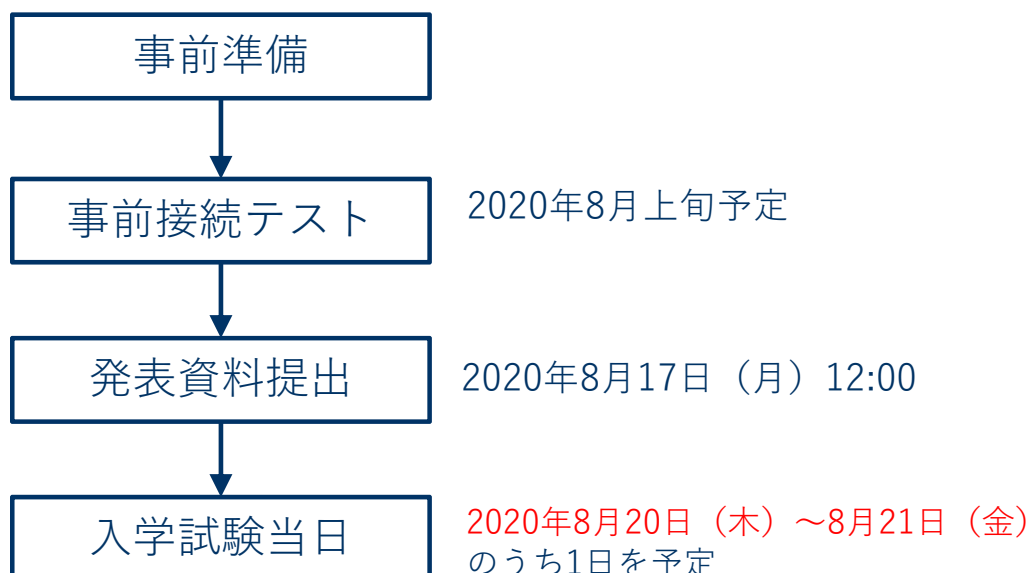 事前準備
事前接続テスト
2020年8月上旬予定
発表資料提出
2020年8月17日（月）12:00
入学試験当日
2020年8月20日（木）～8月21日（金）
のうち1日を予定